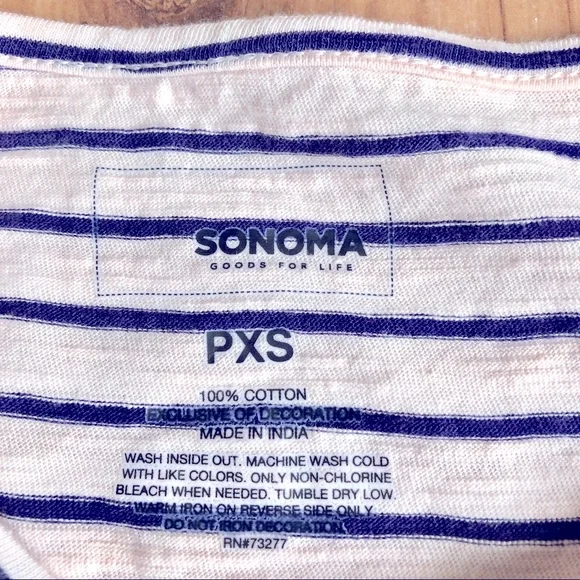 SONOMA
GOODS FOR LIFE
PXS
100% COTTON
EXCLUSIVE OF DECORATION
MADE IN INDIA
WASH INSIDE OUT. MACHINE WASH COLD
WITH LIKE COLORS. ONLY NON-CHLORINE
BLEACH WHEN NEEDED. TUMBLE DRY LOW.
WARM IRON ON REVERSE SIDE ONLY.
DO NOT IRON DECORATION.
RN#73277